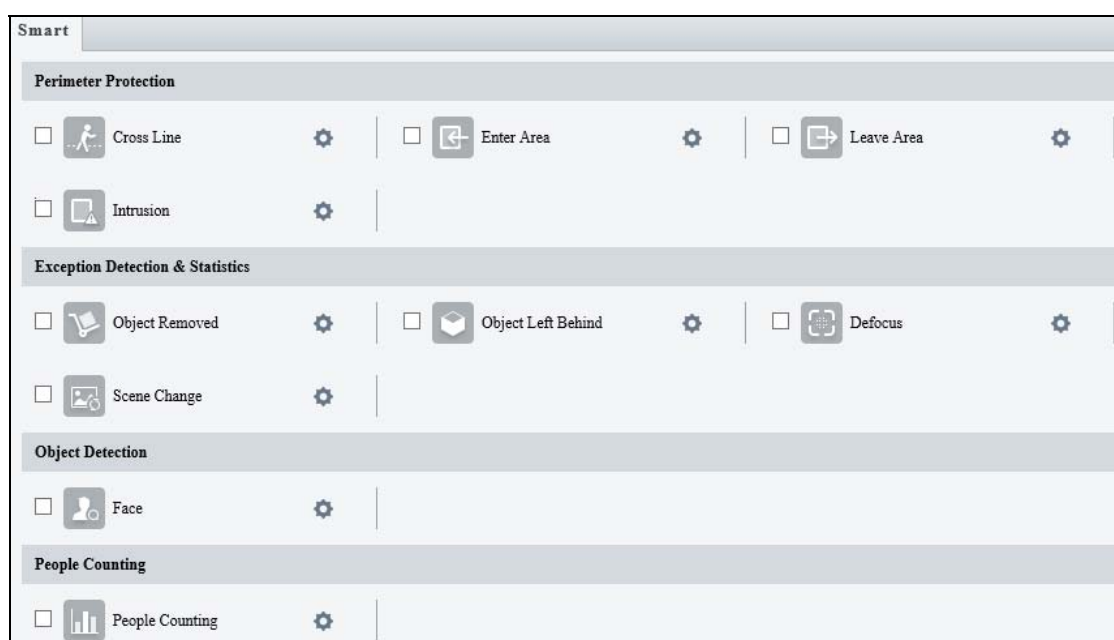 Smart
Perimeter Protection
Cross Line
Enter Area
Leave Area
Intrusion
Exception Detection & Statistics
Object Removed
Object Left Behind
Defocus
Scene Change
Object Detection
Face
People Counting
People Counting